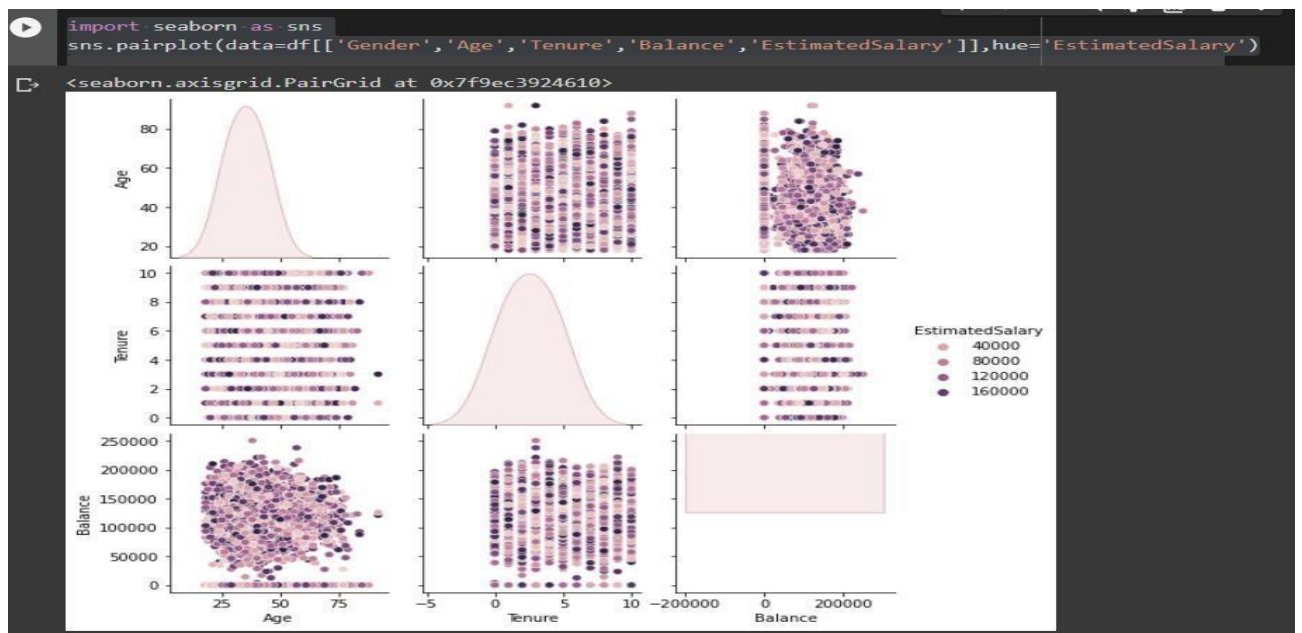 import seaborn as sns
sns.pairplot(data=df[['Gender','Age','Tenure','Balance','EstimatedSalary']],hue='EstimatedSalary')
<seaborn.axisgrid.PairGrid at 0x7f9ec3924610>
80
60
40
20
Age
10
8
6
4
2
0
Tenure
EstimatedSalary
40000
80000
120000
160000
250000
200000
150000
100000
50000
0
Balance
25 50 75
Age
−5 0 5 10
Tenure
−200000 0 200000
Balance